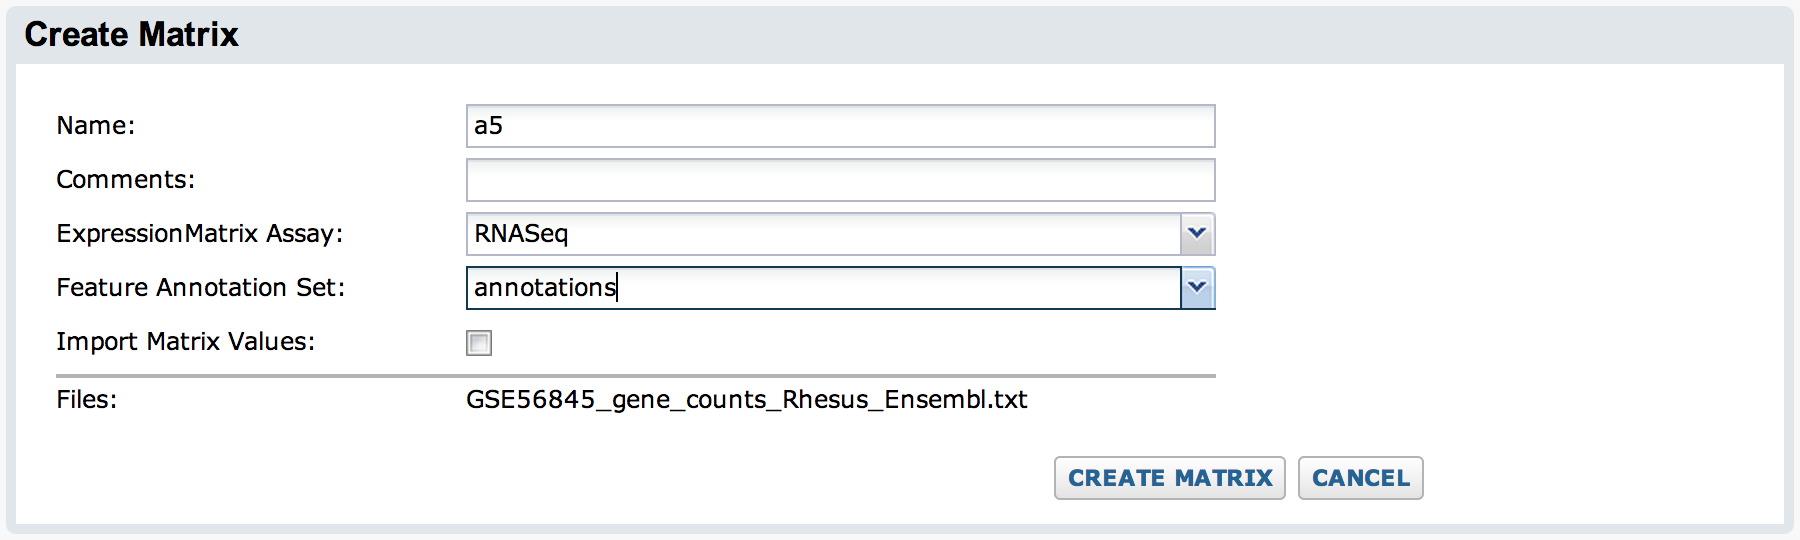 Create Matrix
Name: a5
Comments:
ExpressionMatrix Assay: RNASeq
Feature Annotation Set: annotations
Import Matrix Values:
Files: GSE56845_gene_counts_Rhesus_Ensembl.txt
CREATE MATRIX CANCEL